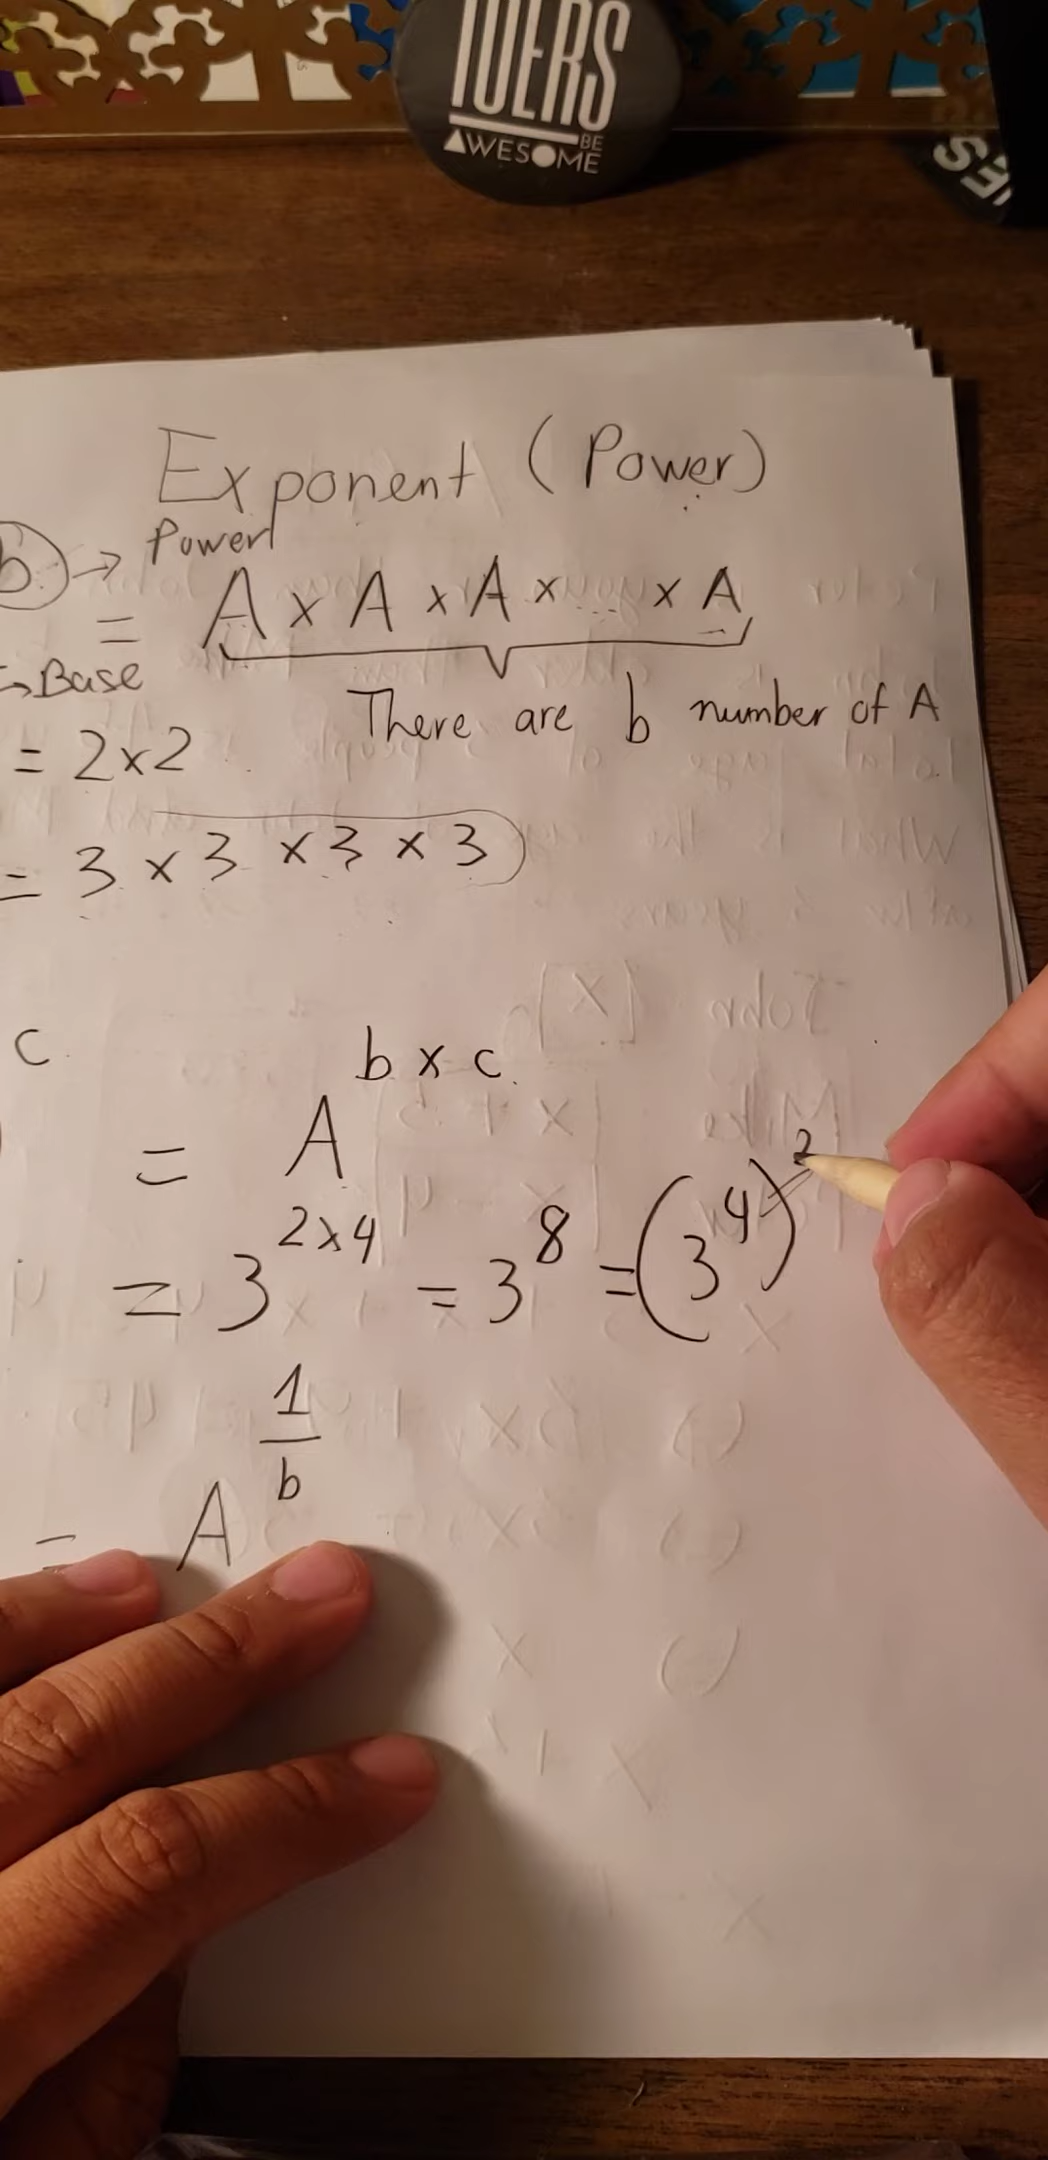 IDERS
BE
AWESOME
ES
Exponent (Power)
b → Power
= A x A x A x ... x A
→ Base
There are b number of A
= 2x2
= 3 x 3 x 3 x 3
c
b x c
= A
2x4 8 4 2
= 3 = 3 = (3 )
1
b
= A